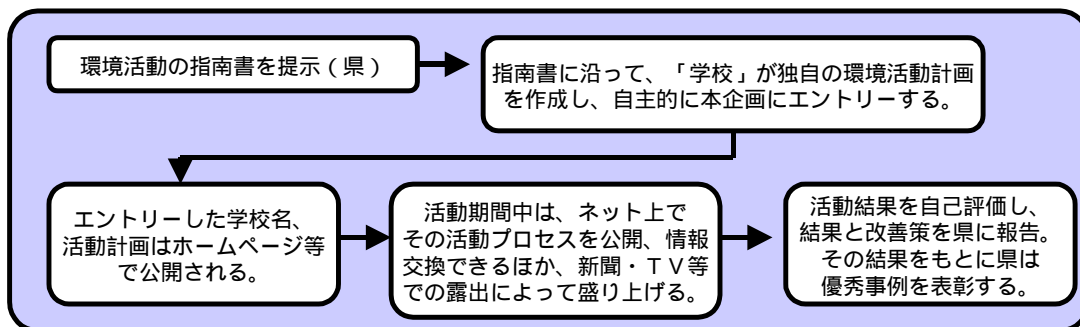 環境活動の指南書を提示(県)
指南書に沿って、「学校」が独自の環境活動計画
を作成し、自主的に本企画にエントリーする。
エントリーした学校名、
活動計画はホームページ等
で公開される。
活動期間中は、ネット上で
その活動プロセスを公開、情報
交換できるほか、新聞・TV等
での露出によって盛り上げる。
活動結果を自己評価し、
結果と改善策を県に報告。
その結果をもとに県は
優秀事例を表彰する。